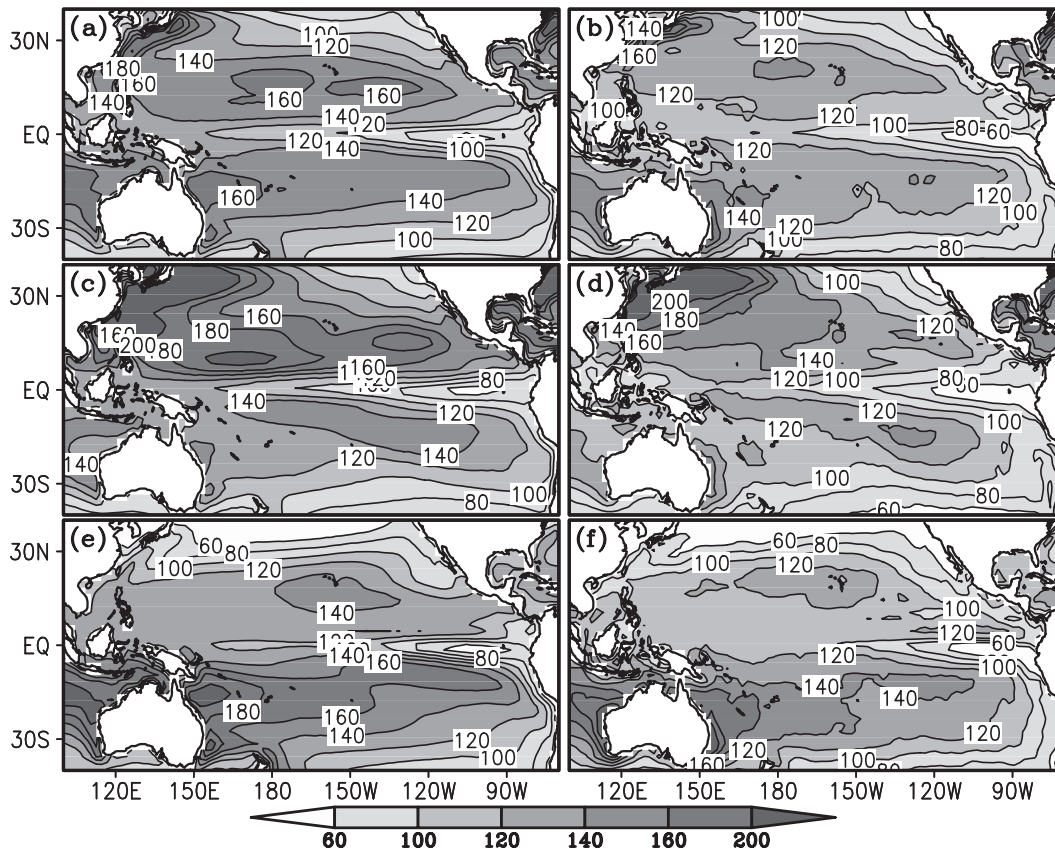 (a) 100 120 140 180 160 140 160 160 140 120 120 140 100 160 140 120 100
(b) 100 140 160 120 100 120 120 100 80 60 120 120 140 120 100 100 80
30N
EQ
30S
(c) 160 180 160 200 180 160 80 140 120 140 120 140 100 80
(d) 200 180 100 140 160 120 140 120 100 80 120 100 120 100 80 60
30N
EQ
30S
(e) 60 80 100 120 140 140 160 80 180 160 140 120 100
(f) 60 80 100 120 100 120 60 100 120 140 140 120 120 160 100
30N
EQ
30S
120E 150E 180 150W 120W 90W
120E 150E 180 150W 120W 90W
60 100 120 140 160 200